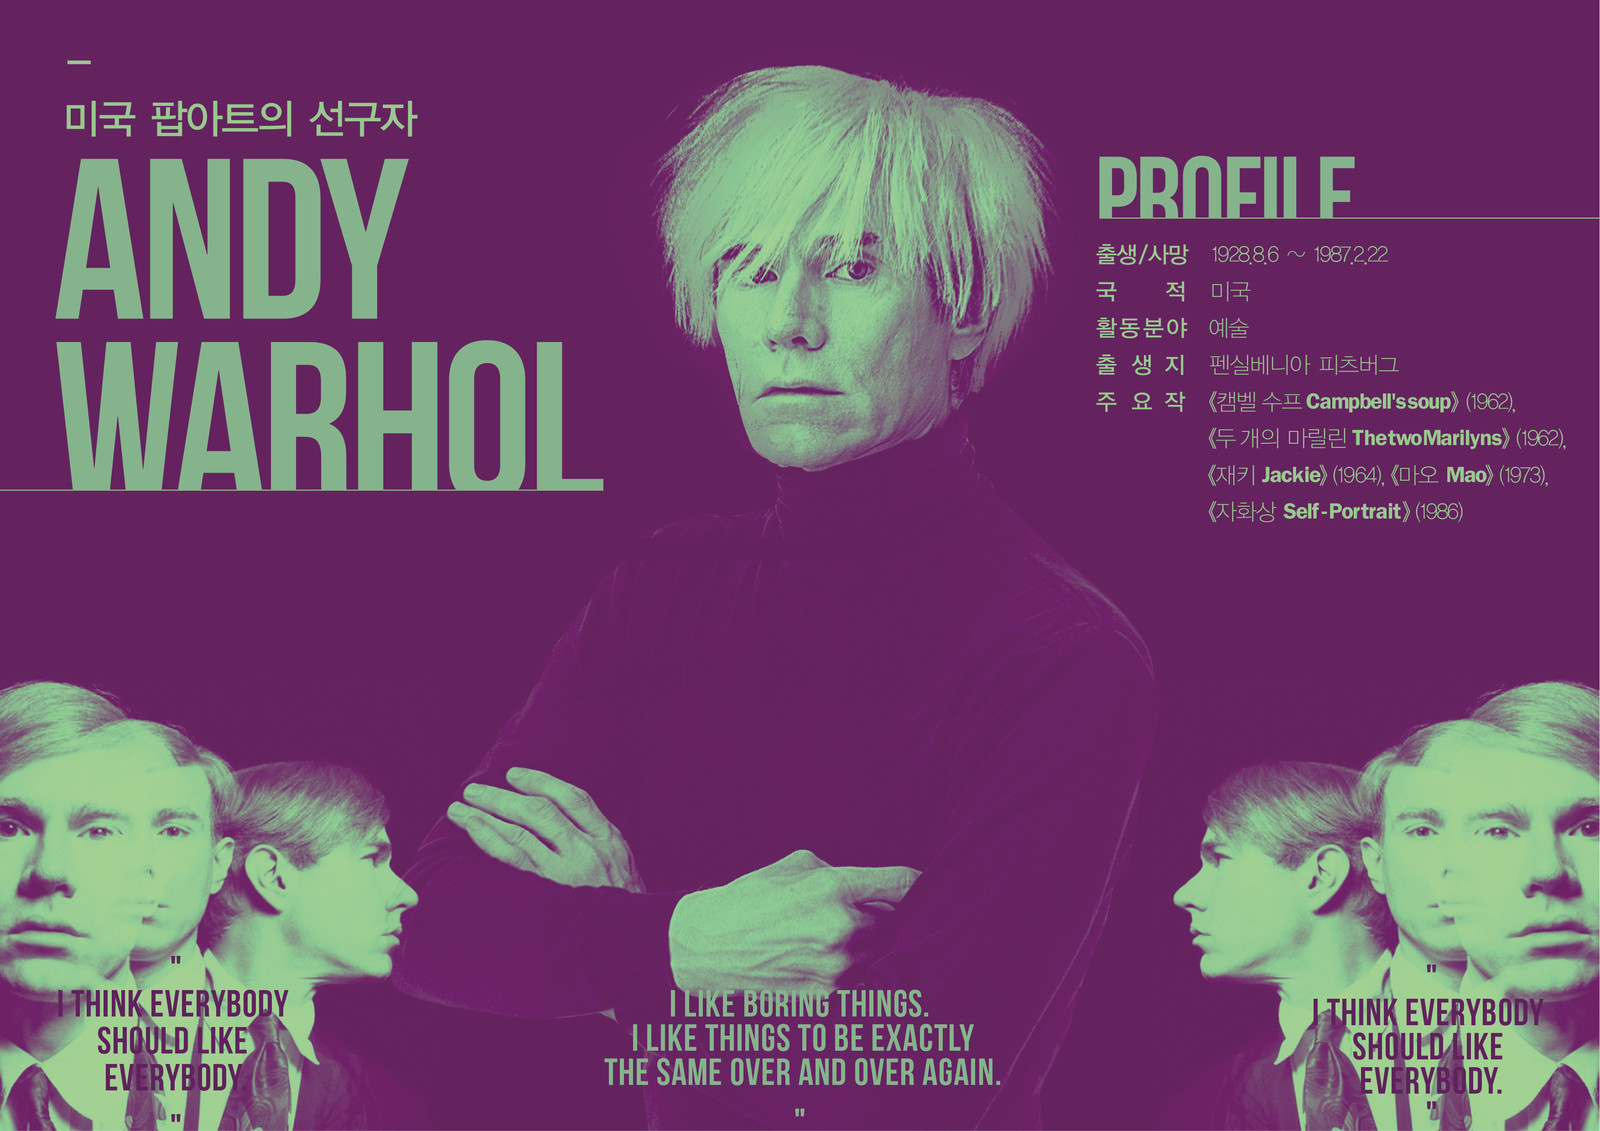 미국 팝아트의 선구자
ANDY
WARHOL
PROFILE
출생/사망 1928.8.6 ～ 1987.2.22
국 적 미국
활동분야 예술
출 생 지 펜실베니아 피츠버그
주 요 작 《캠벨 수프 Campbell's soup》 (1962),
《두 개의 마릴린 The two Marilyns》 (1962),
《재키 Jackie》 (1964), 《마오 Mao》 (1973),
《자화상 Self-Portrait》 (1986)
"
I THINK EVERYBODY
SHOULD LIKE
EVERYBODY.
"
I LIKE BORING THINGS.
I LIKE THINGS TO BE EXACTLY
THE SAME OVER AND OVER AGAIN.
"
"
I THINK EVERYBODY
SHOULD LIKE
EVERYBODY.
"